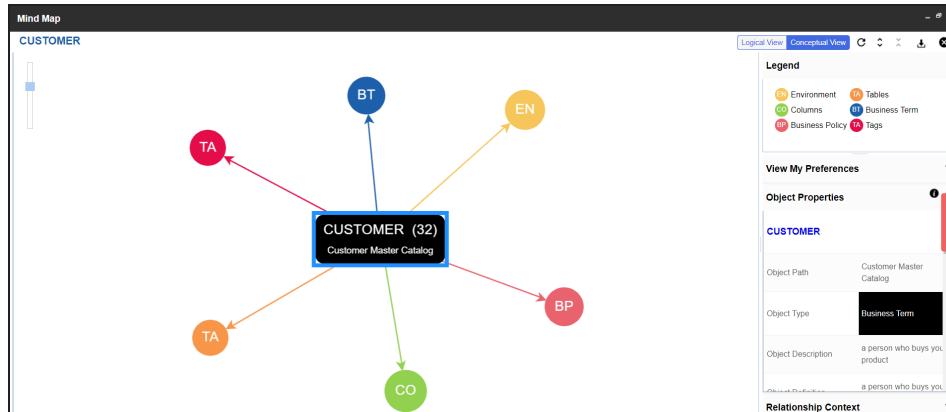 Mind Map
CUSTOMER
Logical View Conceptual View
Legend
EN Environment TA Tables
CO Columns BT Business Term
BP Business Policy TA Tags
View My Preferences
Object Properties
CUSTOMER
Object Path Customer Master
Catalog
Object Type Business Term
Object Description a person who buys you
product
Object Definition a person who buys you
Relationship Context
BT
EN
TA
CUSTOMER (32)
Customer Master Catalog
BP
TA
CO